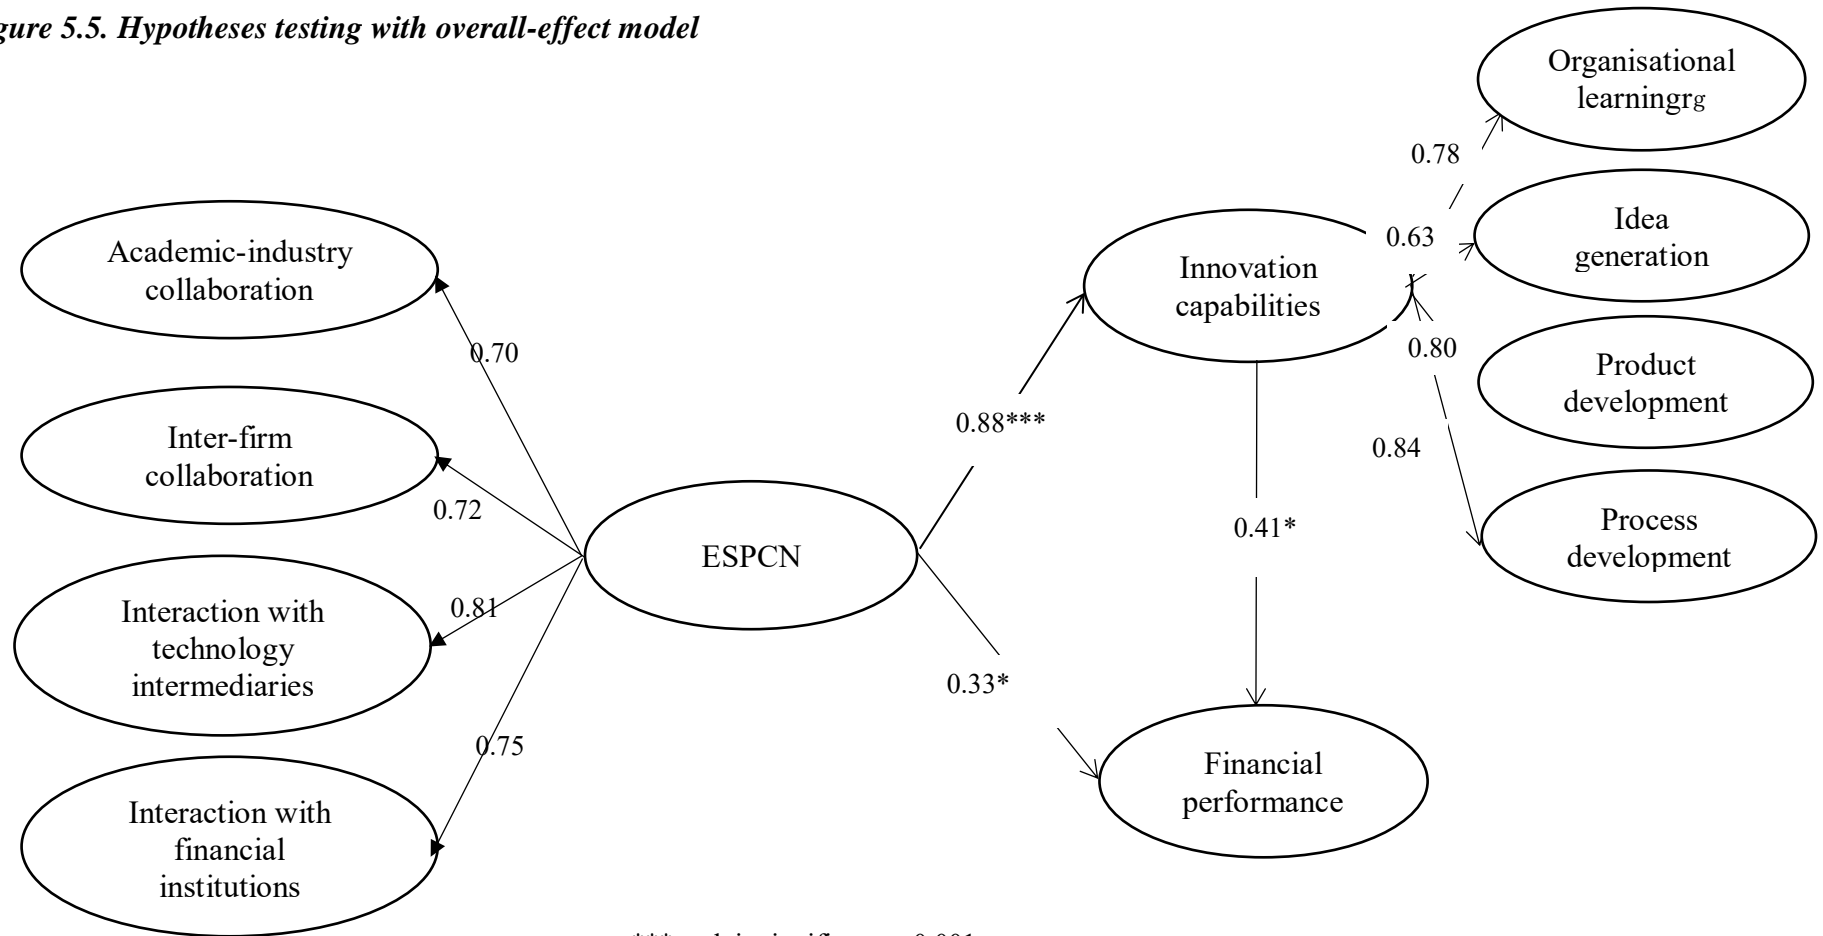 gure 5.5. Hypotheses testing with overall-effect model
Organisational
learningrg
0.78
Idea
generation
0.63
Academic-industry
collaboration
Innovation
capabilities
0.70
0.80
Product
development
0.88***
Inter-firm
collaboration
0.84
0.72
0.41*
Process
development
ESPCN
Interaction with
technology
intermediaries
0.81
0.33*
0.75
Financial
performance
Interaction with
financial
institutions
0.001